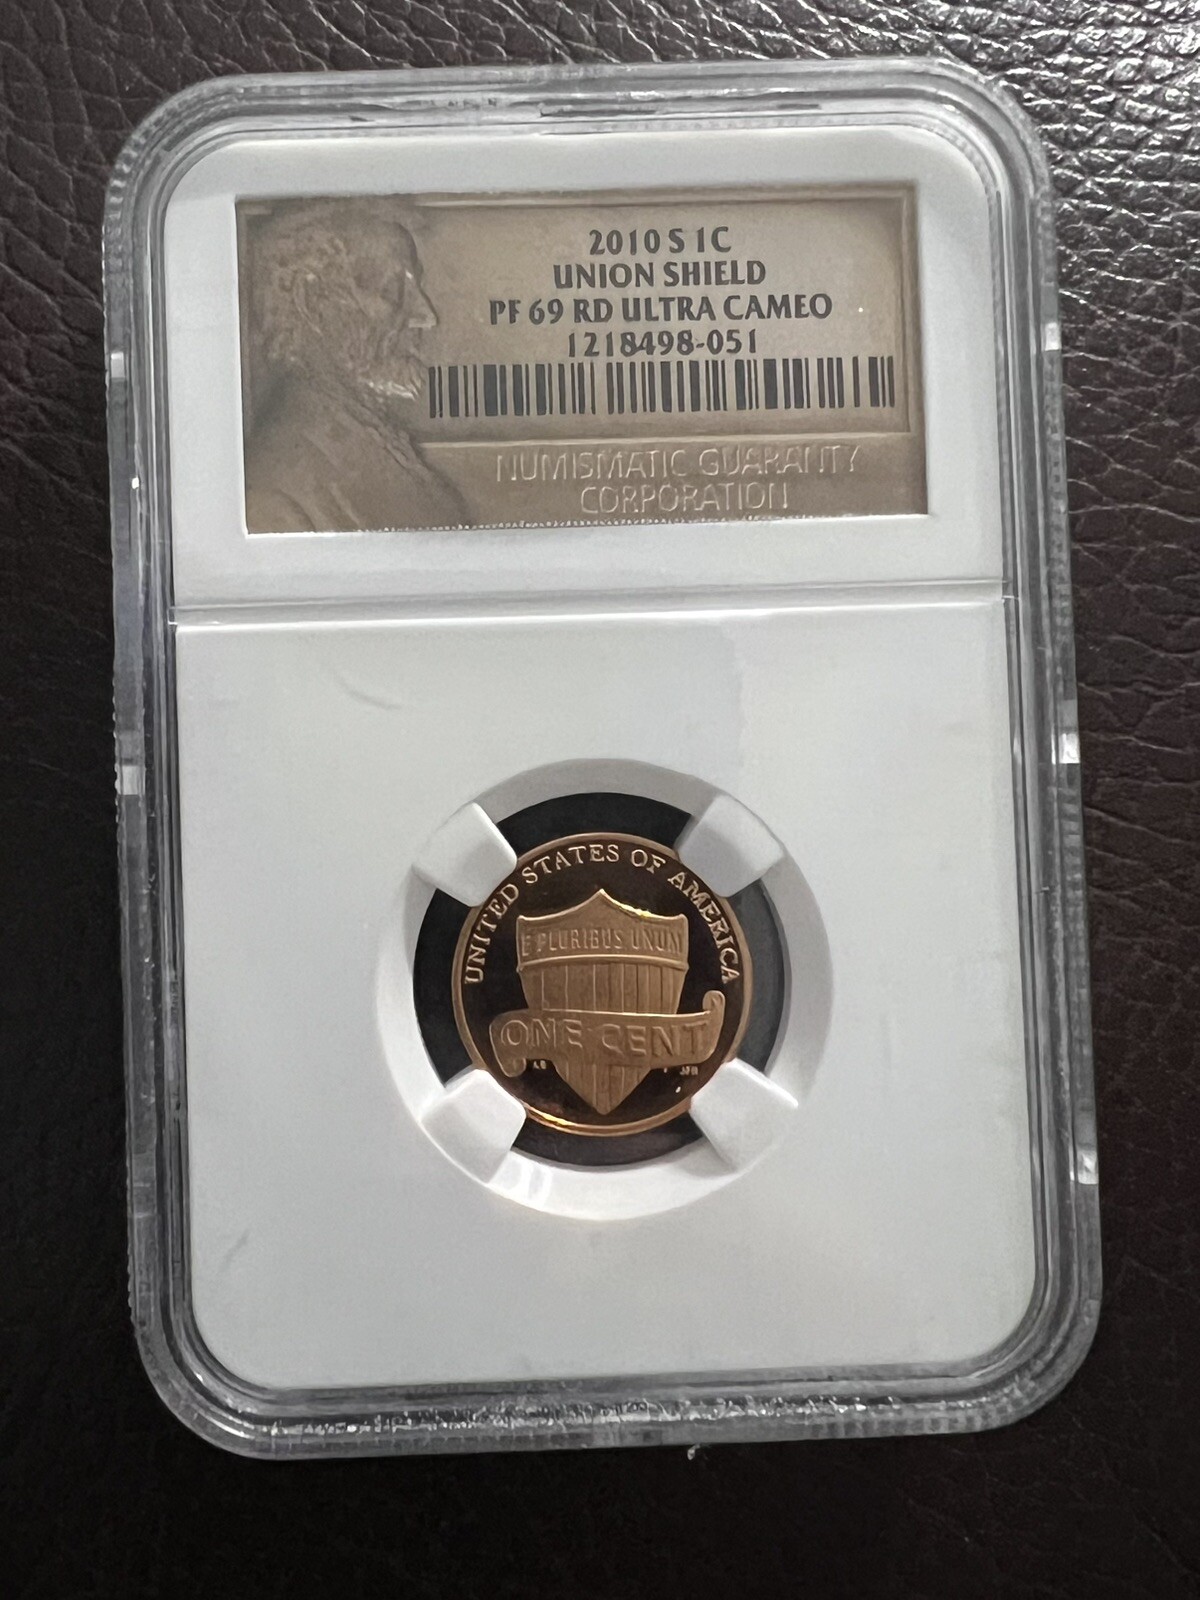 2010 S 1C
UNION SHIELD
PF 69 RD ULTRA CAMEO
1218498-051
NUMISMATIC GUARANTY
CORPORATION
UNITED STATES OF AMERICA
E PLURIBUS UNUM
ONE CENT